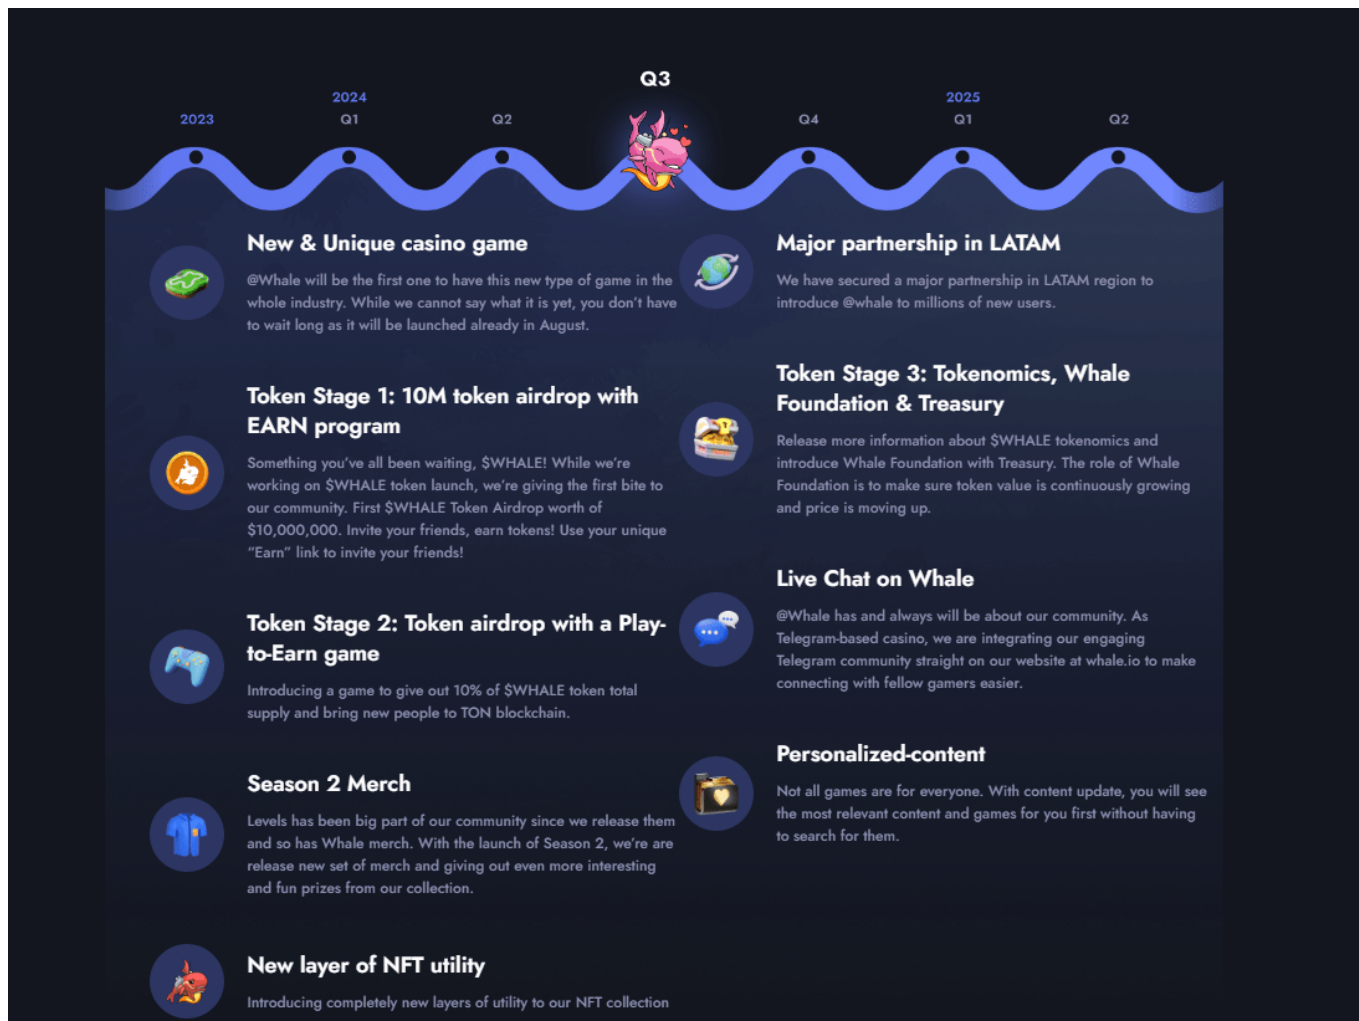 Q3
2024
2025
2023
Q1
Q2
Q4
Q1
Q2
New & Unique casino game
@Whale will be the first one to have this new type of game in the
whole industry. While we cannot say what it is yet, you don't have
to wait long as it will be launched already in August.
Token Stage 1: 10M token airdrop with
EARN program
Something you've all been waiting, $WHALE! While we're
working on $WHALE token launch, we're giving the first bite to
our community. First $WHALE Token Airdrop worth of
$10,000,000. Invite your friends, earn tokens! Use your unique
"Earn" link to invite your friends!
Token Stage 2: Token airdrop with a Play-
to-Earn game
Introducing a game to give out 10% of $WHALE token total
supply and bring new people to TON blockchain.
Season 2 Merch
Levels has been big part of our community since we release them
and so has Whale merch. With the launch of Season 2, we're are
release new set of merch and giving out even more interesting
and fun prizes from our collection.
New layer of NFT utility
Introducing completely new layers of utility to our NFT collection
Major partnership in LATAM
We have secured a major partnership in LATAM region to
introduce @whale to millions of new users.
Token Stage 3: Tokenomics, Whale
Foundation & Treasury
Release more information about $WHALE tokenomics and
introduce Whale Foundation with Treasury. The role of Whale
Foundation is to make sure token value is continuously growing
and price is moving up.
Live Chat on Whale
@Whale has and always will be about our community. As
Telegram-based casino, we are integrating our engaging
Telegram community straight on our website at whale.io to make
connecting with fellow gamers easier.
Personalized-content
Not all games are for everyone. With content update, you will see
the most relevant content and games for you first without having
to search for them.